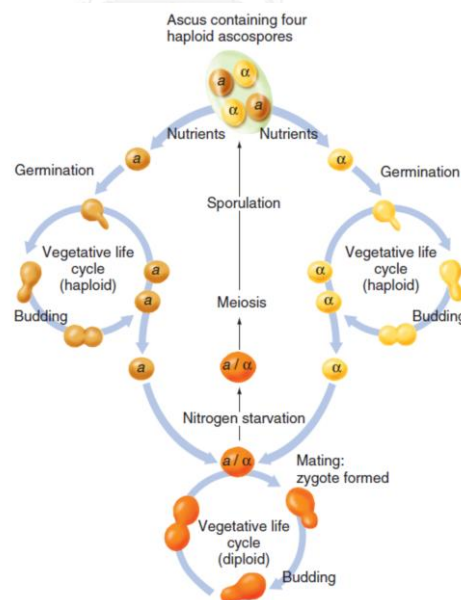 Ascus containing four
haploid ascospores
a
α
α
a
Nutrients
Nutrients
a
α
Germination
Germination
Sporulation
Vegetative life
cycle
(haploid)
a
a
Vegetative life
cycle
(haploid)
α
α
Budding
Budding
Meiosis
a
a / α
α
Nitrogen starvation
a / α
Mating:
zygote formed
Vegetative life
cycle
(diploid)
Budding